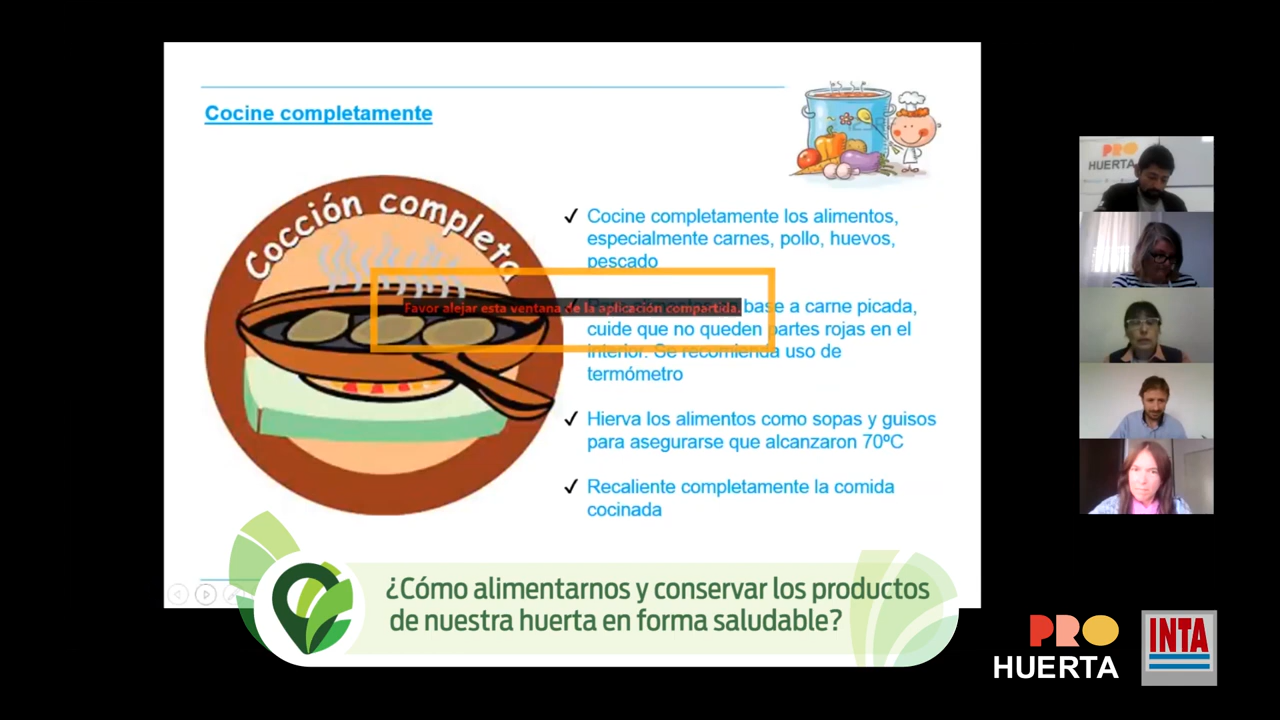 Cocine completamente
Cocción completa
✓ Cocine completamente los alimentos,
especialmente carnes, pollo, huevos,
pescado
Favor alejar esta ventana de la aplicación compartida.
✓ base a carne picada,
cuide que no queden partes rojas en el
interior. Se recomienda uso de
termómetro
✓ Hierva los alimentos como sopas y guisos
para asegurarse que alcanzaron 70ºC
✓ Recaliente completamente la comida
cocinada
¿Cómo alimentarnos y conservar los productos
de nuestra huerta en forma saludable?
PRO
HUERTA
PRO
HUERTA
INTA